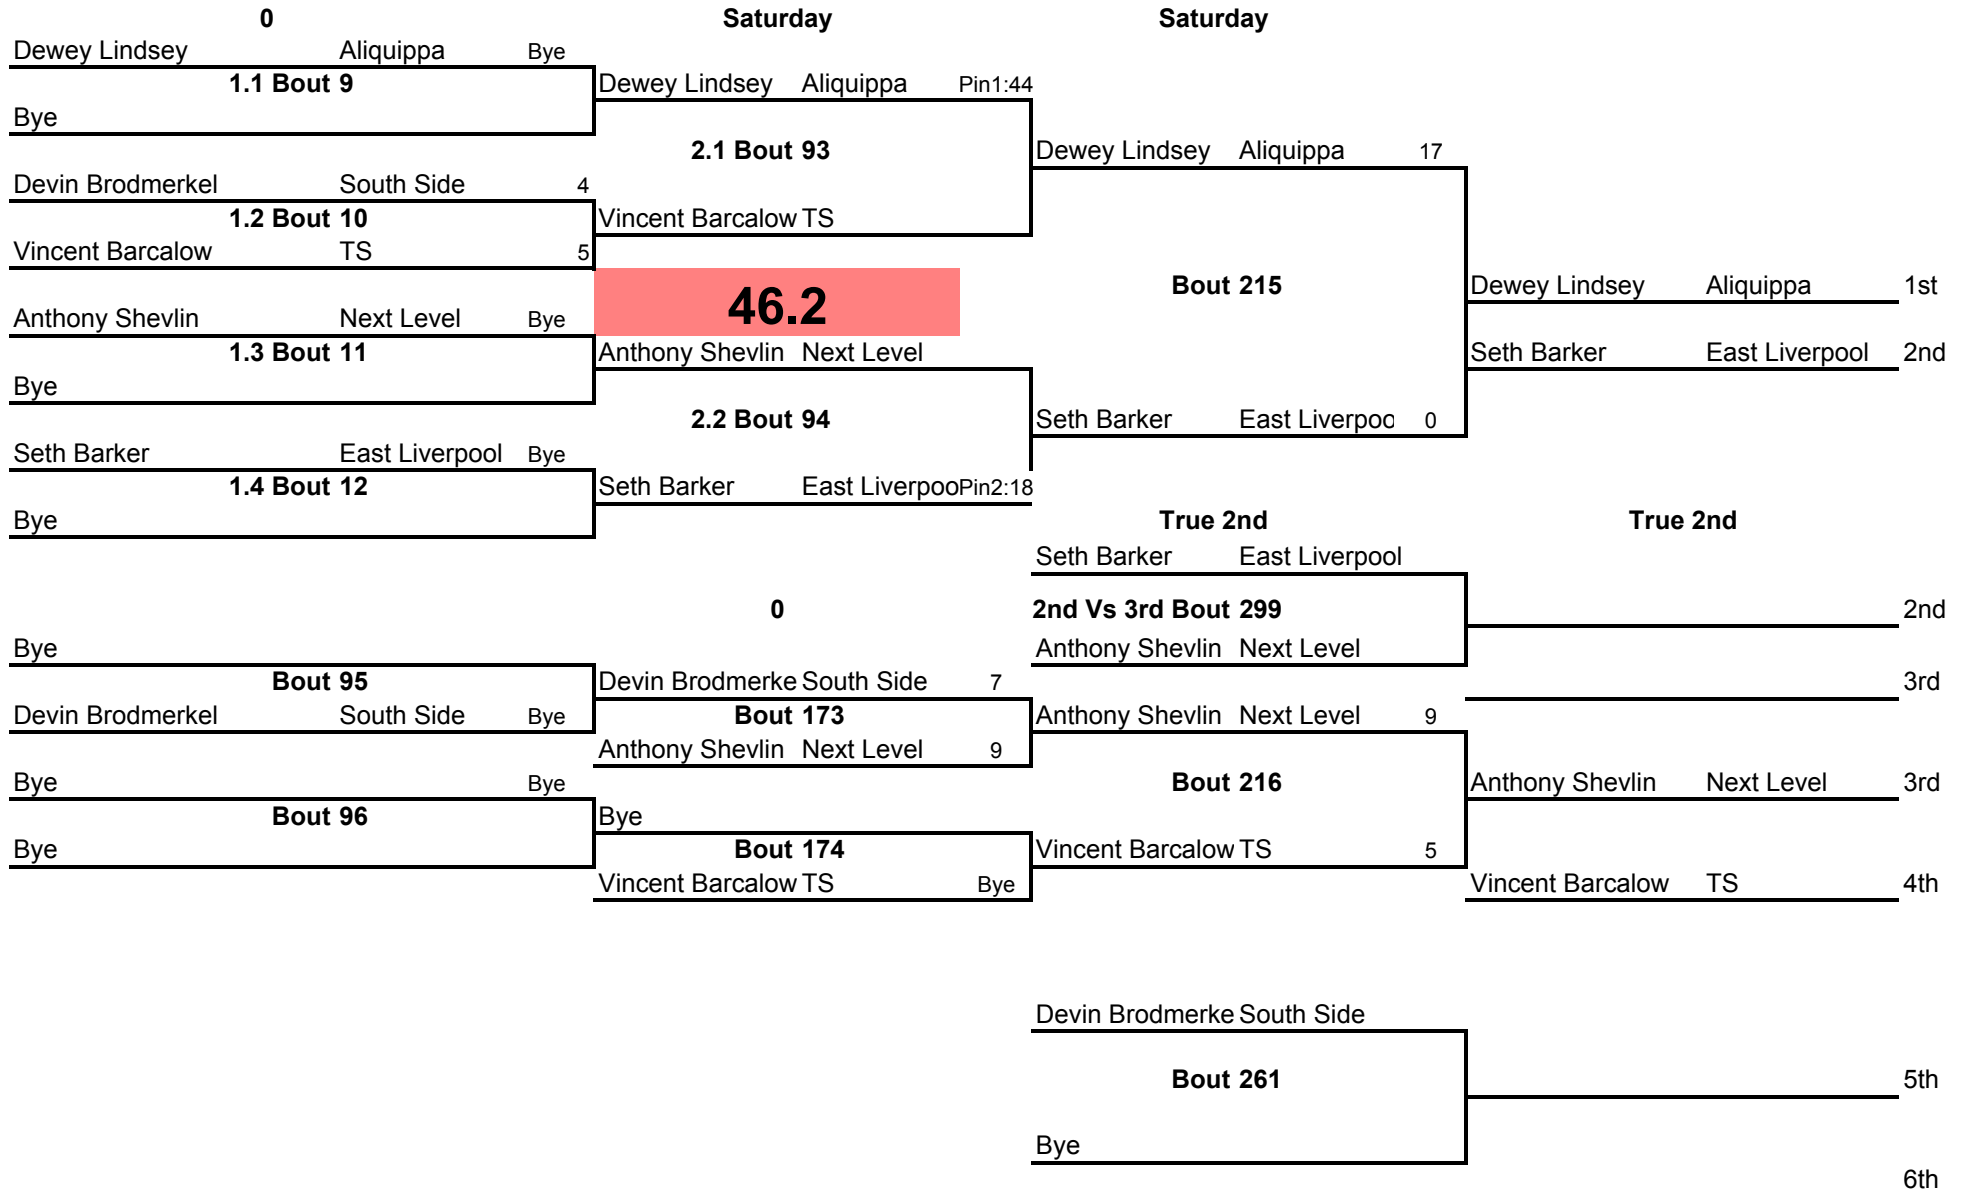 0 Saturday Saturday
Dewey Lindsey Aliquippa Bye
1.1 Bout 9 Dewey Lindsey Aliquippa Pin1:44
Bye
2.1 Bout 93 Dewey Lindsey Aliquippa 17
Devin Brodmerkel South Side 4
1.2 Bout 10 Vincent Barcalow TS
Vincent Barcalow TS 5
46.2 Bout 215 Dewey Lindsey Aliquippa 1st
Anthony Shevlin Next Level Bye
1.3 Bout 11 Anthony Shevlin Next Level Seth Barker East Liverpool 2nd
Bye
2.2 Bout 94 Seth Barker East Liverpoo 0
Seth Barker East Liverpool Bye
1.4 Bout 12 Seth Barker East Liverpoo Pin2:18
Bye True 2nd True 2nd
Seth Barker East Liverpool
0 2nd Vs 3rd Bout 299 2nd
Bye Anthony Shevlin Next Level
Bout 95 Devin Brodmerke South Side 7 3rd
Devin Brodmerkel South Side Bye Bout 173 Anthony Shevlin Next Level 9
Anthony Shevlin Next Level 9
Bye Bye Bout 216 Anthony Shevlin Next Level 3rd
Bout 96 Bye
Bye Bout 174 Vincent Barcalow TS 5
Vincent Barcalow TS Bye Vincent Barcalow TS 4th
Devin Brodmerke South Side
Bout 261 5th
Bye
6th